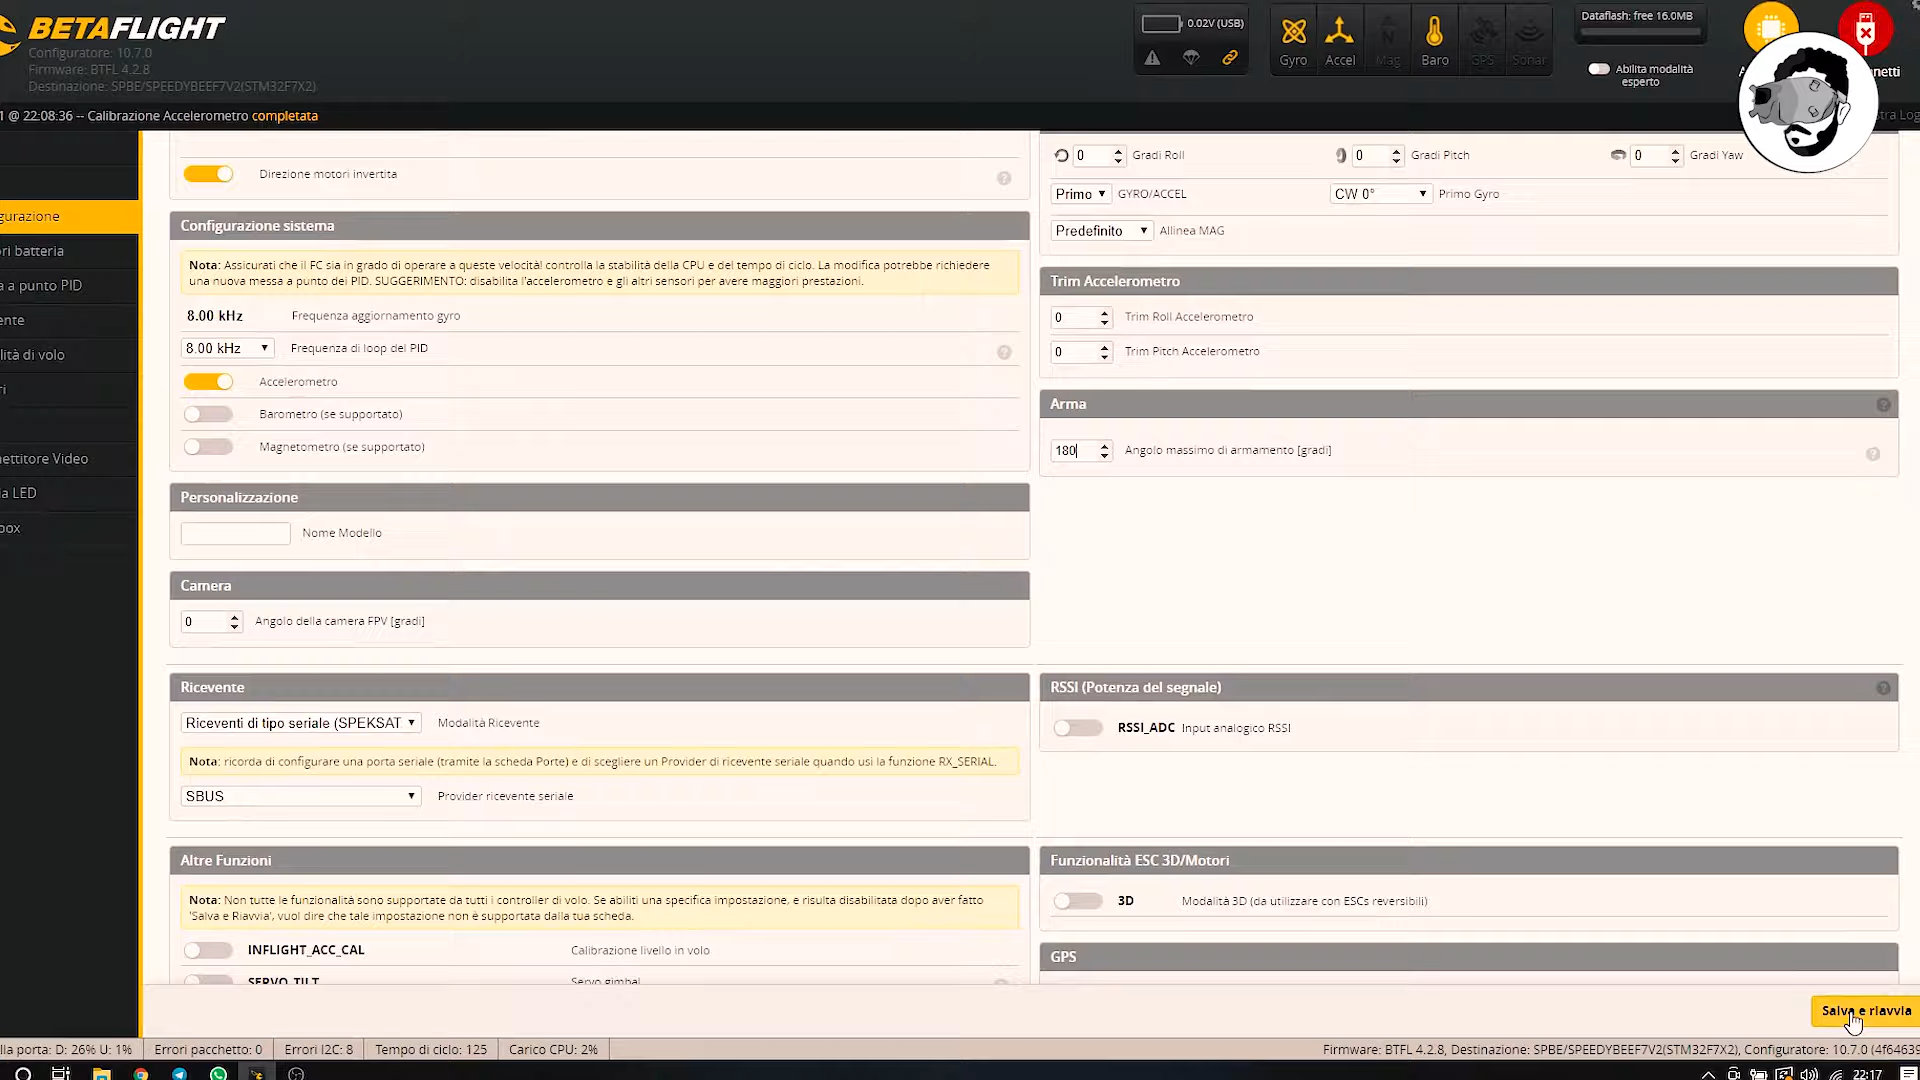 BETAFLIGHT
Configuratore: 10.7.0
Firmware: BTFL 4.2.8
Destinazione: SPBE/SPEEDYBEEF7V2(STM32F7X2)
0.02V (USB)
Gyro
Accel
Mag
Baro
GPS
Sonar
Dataflash: free 16.0MB
Abilita modalità
esperto
netti
1 @ 22:08:36 -- Calibrazione Accelerometro completata
tra Log
gurazione
ori batteria
a a punto PID
ente
lità di volo
ri
nettitore Video
ia LED
box
Direzione motori invertita
Configurazione sistema
Nota: Assicurati che il FC sia in grado di operare a queste velocità! controlla la stabilità della CPU e del tempo di ciclo. La modifica potrebbe richiedere
una nuova messa a punto dei PID. SUGGERIMENTO: disabilita l'accelerometro e gli altri sensori per avere maggiori prestazioni.
8.00 kHz Frequenza aggiornamento gyro
8.00 kHz Frequenza di loop del PID
Accelerometro
Barometro (se supportato)
Magnetometro (se supportato)
Personalizzazione
Nome Modello
Camera
0 Angolo della camera FPV [gradi]
0 Gradi Roll
0 Gradi Pitch
0 Gradi Yaw
Primo GYRO/ACCEL
CW 0° Primo Gyro
Predefinito Allinea MAG
Trim Accelerometro
0 Trim Roll Accelerometro
0 Trim Pitch Accelerometro
Arma
180 Angolo massimo di armamento [gradi]
Ricevente
Riceventi di tipo seriale (SPEKSAT, Modalità Ricevente
Nota: ricorda di configurare una porta seriale (tramite la scheda Porte) e di scegliere un Provider di ricevente seriale quando usi la funzione RX_SERIAL.
SBUS Provider ricevente seriale
RSSI (Potenza del segnale)
RSSI_ADC Input analogico RSSI
Altre Funzioni
Nota: Non tutte le funzionalità sono supportate da tutti i controller di volo. Se abiliti una specifica impostazione, e risulta disabilitata dopo aver fatto
'Salva e Riavvia', vuol dire che tale impostazione non è supportata dalla tua scheda.
INFLIGHT_ACC_CAL Calibrazione livello in volo
SERVO_TILT Servo gimbal
Funzionalità ESC 3D/Motori
3D Modalità 3D (da utilizzare con ESCs reversibili)
GPS
Salva e riavvia
lla porta: D: 26% U: 1% Errori pacchetto: 0 Errori I2C: 8 Tempo di ciclo: 125 Carico CPU: 2%
Firmware: BTFL 4.2.8, Destinazione: SPBE/SPEEDYBEEF7V2(STM32F7X2), Configuratore: 10.7.0 (4f64639
22:17